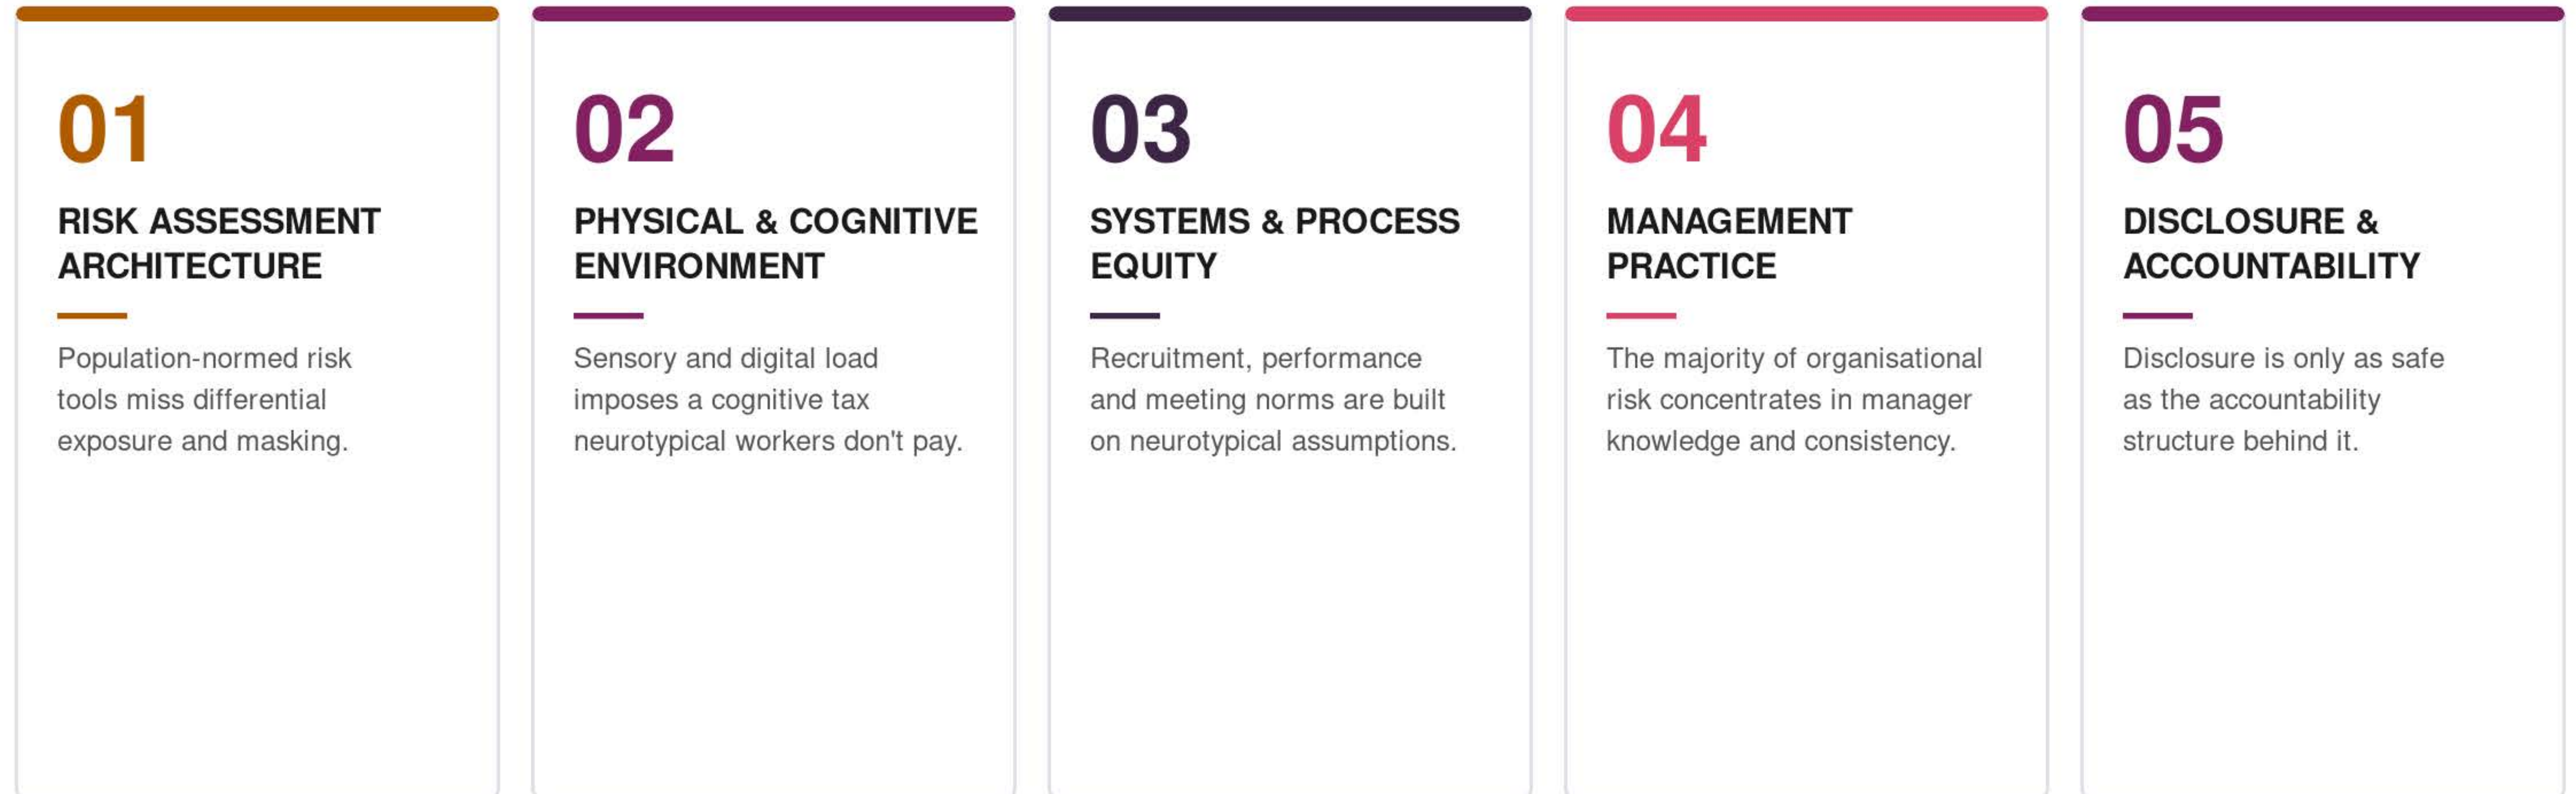 01
RISK ASSESSMENT
ARCHITECTURE
Population-normed risk
tools miss differential
exposure and masking.
02
PHYSICAL & COGNITIVE
ENVIRONMENT
Sensory and digital load
imposes a cognitive tax
neurotypical workers don't pay.
03
SYSTEMS & PROCESS
EQUITY
Recruitment, performance
and meeting norms are built
on neurotypical assumptions.
04
MANAGEMENT
PRACTICE
The majority of organisational
risk concentrates in manager
knowledge and consistency.
05
DISCLOSURE &
ACCOUNTABILITY
Disclosure is only as safe
as the accountability
structure behind it.